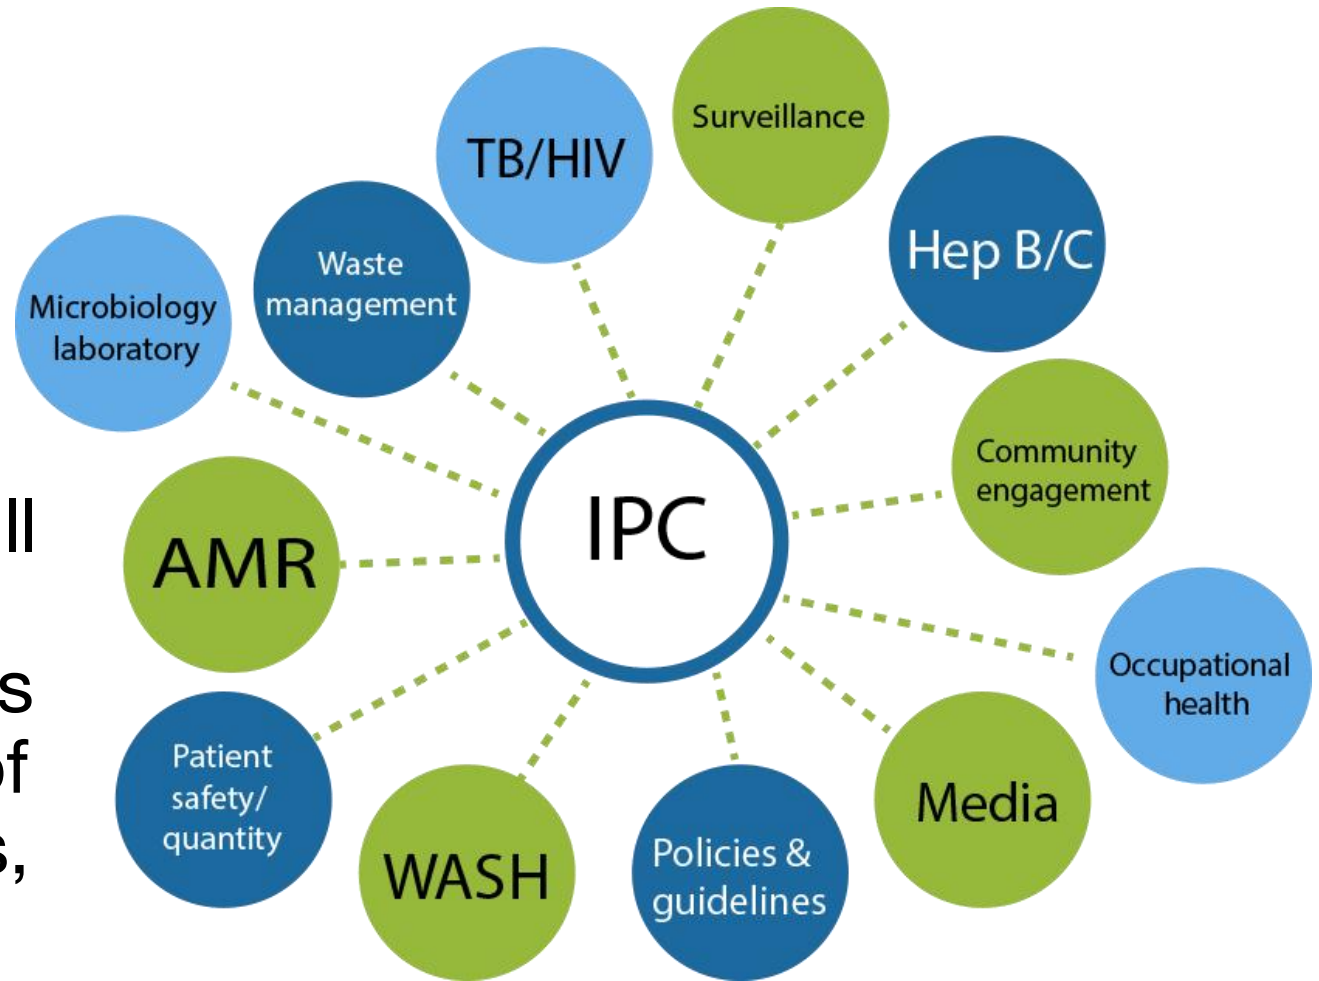 TB/HIV
Surveillance
Hep B/C
Waste
management
Microbiology
laboratory
Community
engagement
IPC
AMR
Occupational
health
Patient
safety/
quantity
WASH
Policies &
guidelines
Media
ll
s
of
s,